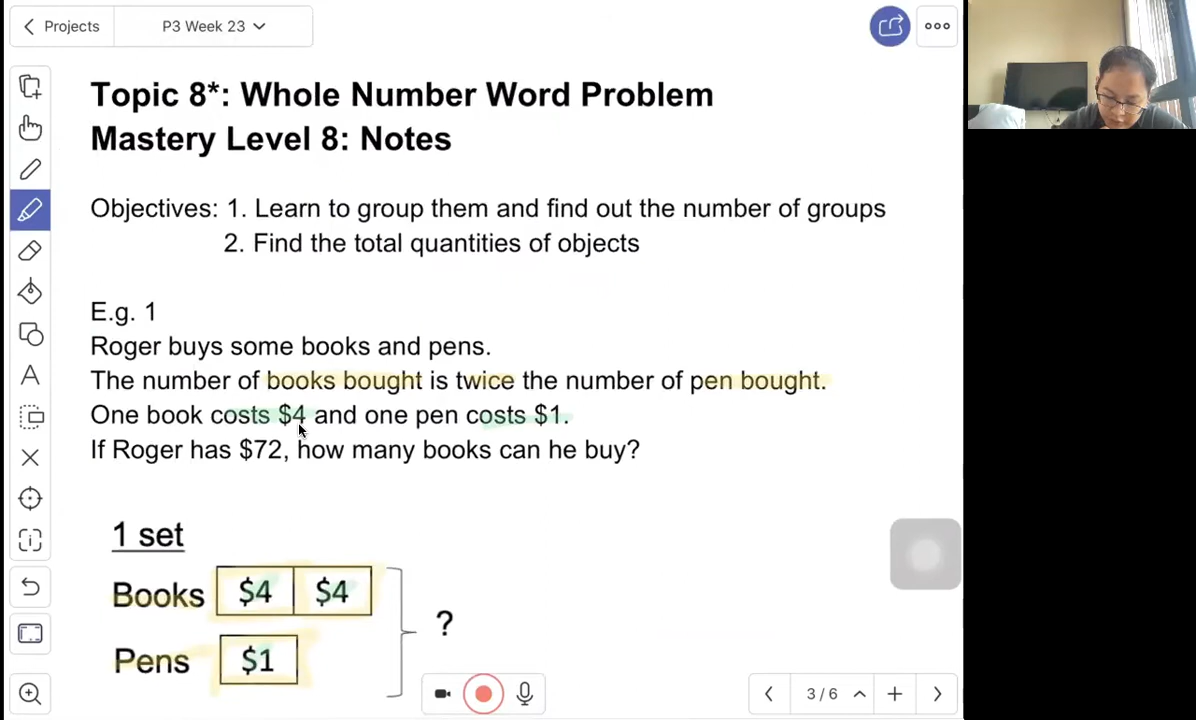 Projects
P3 Week 23
Topic 8*: Whole Number Word Problem
Mastery Level 8: Notes
Objectives: 1. Learn to group them and find out the number of groups
2. Find the total quantities of objects
E.g. 1
Roger buys some books and pens.
The number of books bought is twice the number of pen bought.
One book costs $4 and one pen costs $1.
If Roger has $72, how many books can he buy?
1 set
Books $4 $4
?
Pens $1
3 / 6